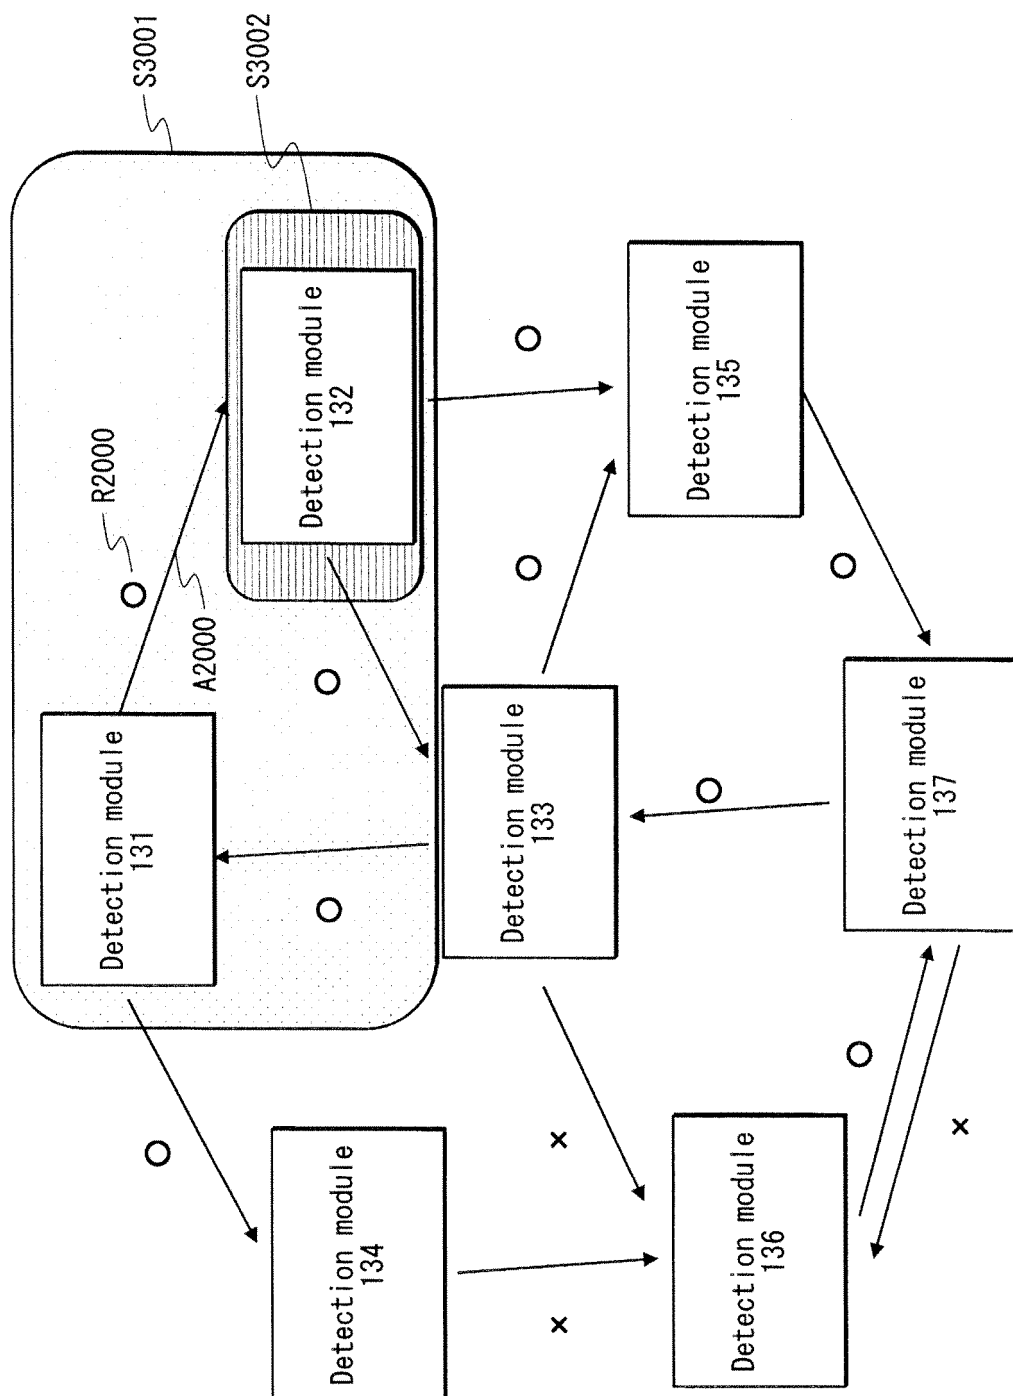 R2000
S3001
Detection module
131
A2000
S3002
Detection module
134
Detection module
132
Detection module
133
Detection module
136
Detection module
135
Detection module
137